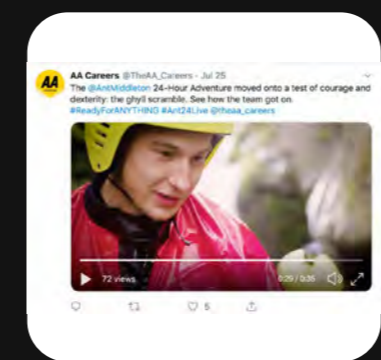 AA
AA Careers @TheAA_Careers · Jul 25
The @AntMiddleton 24-Hour Adventure moved onto a test of courage and
dexterity: the ghyll scramble. See how the team got on.
#ReadyForANYTHING #Ant24Live @theaa_careers
72 views
0:29 / 0:35
5